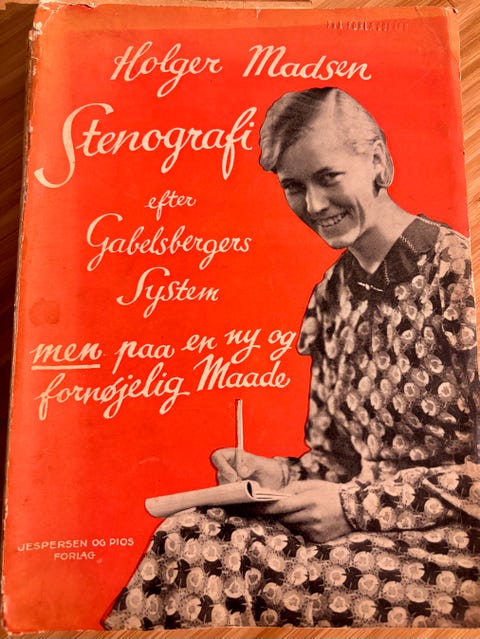 Holger Madsen
Stenografi
efter
Gabelsbergers
System
men paa en ny og
fornøjelig Maade
JESPERSEN OG PIOS
FORLAG